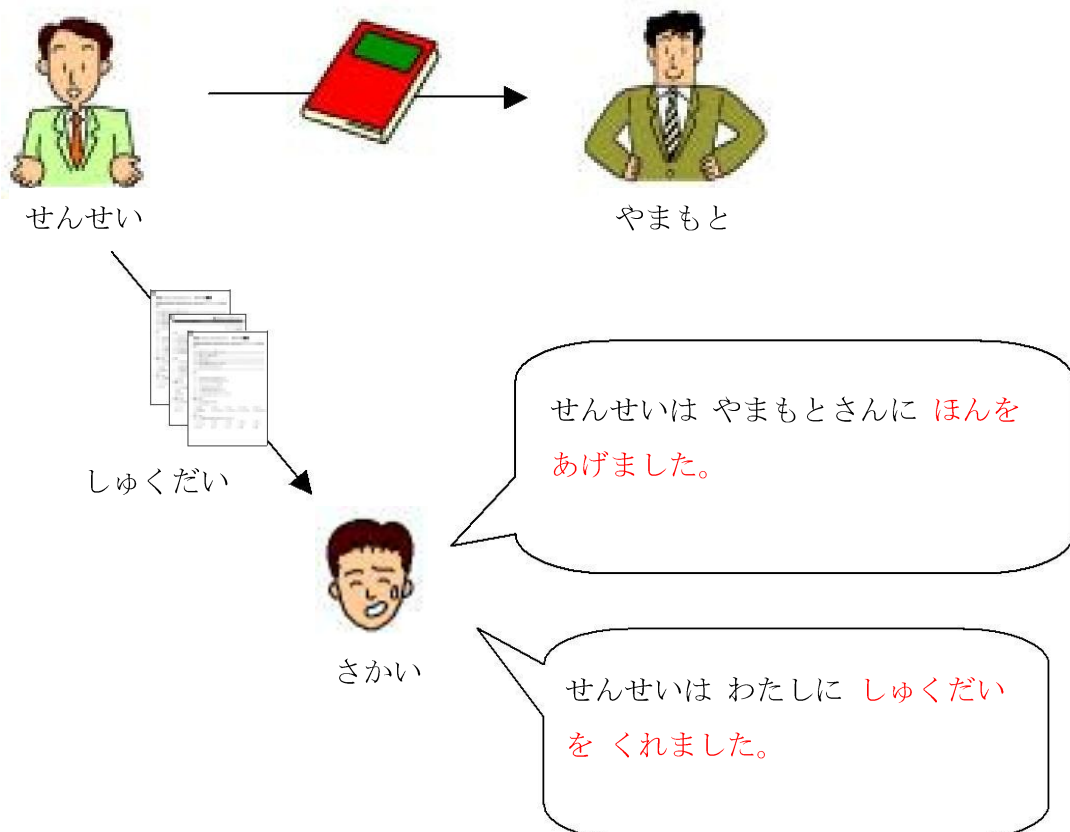 せんせい
やまもと
しゅくだい
せんせいは やまもとさんに ほんを
あげました。
さかい
せんせいは わたしに しゅくだい
を くれました。